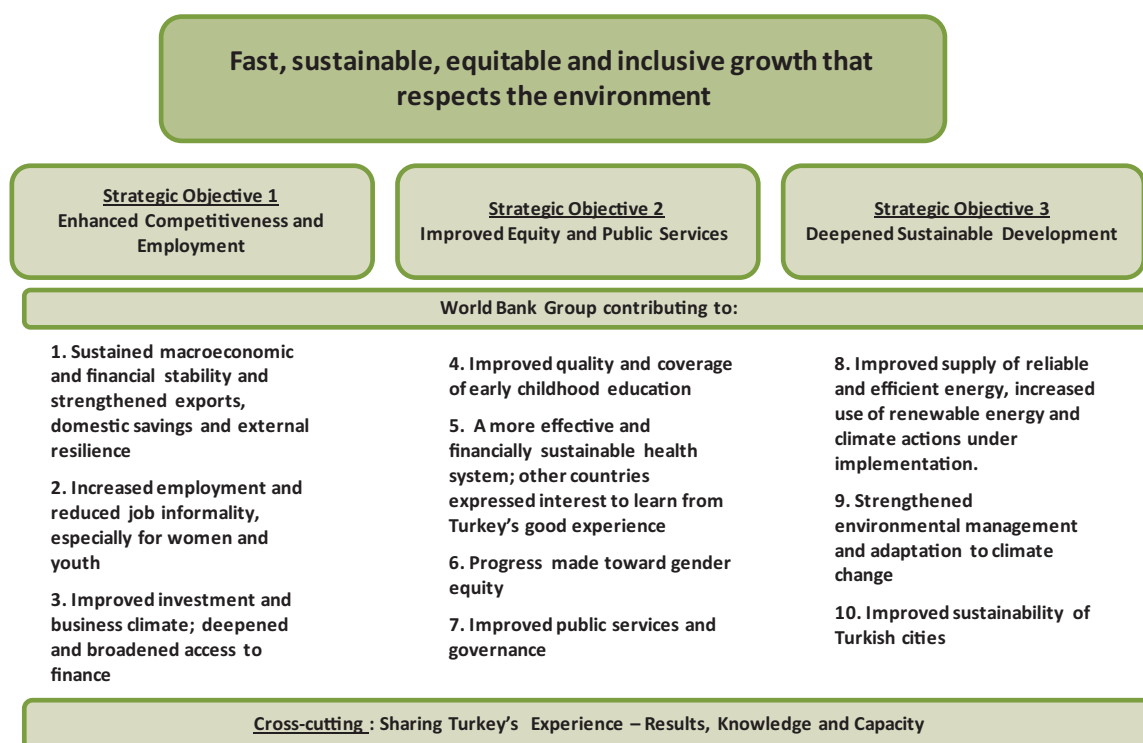 Fast, sustainable, equitable and inclusive growth that
respects the environment
Strategic Objective 1
Enhanced Competitiveness and
Employment
Strategic Objective 2
Improved Equity and Public Services
Strategic Objective 3
Deepened Sustainable Development
World Bank Group contributing to:
1. Sustained macroeconomic
and financial stability and
strengthened exports,
domestic savings and external
resilience
2. Increased employment and
reduced job informality,
especially for women and
youth
3. Improved investment and
business climate; deepened
and broadened access to
finance
4. Improved quality and coverage
of early childhood education
5. A more effective and
financially sustainable health
system; other countries
expressed interest to learn from
Turkey's good experience
6. Progress made toward gender
equity
7. Improved public services and
governance
8. Improved supply of reliable
and efficient energy, increased
use of renewable energy and
climate actions under
implementation.
9. Strengthened
environmental management
and adaptation to climate
change
10. Improved sustainability of
Turkish cities
Cross-cutting : Sharing Turkey's Experience – Results, Knowledge and Capacity